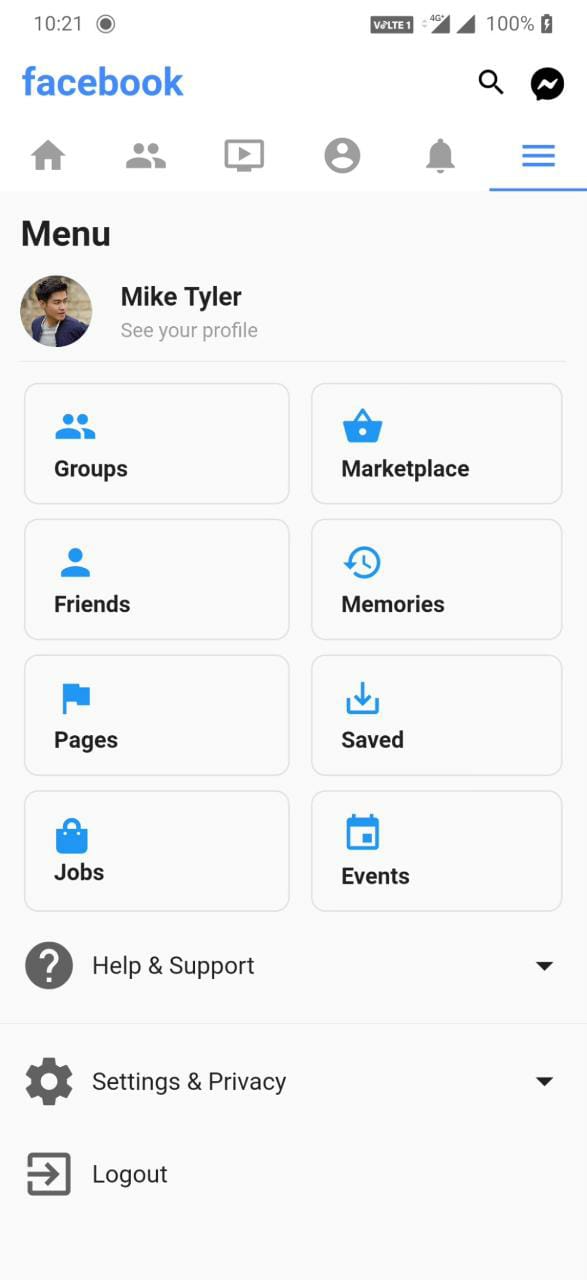 10:21 VoLTE 1 4G+ 100%
facebook
Menu
Mike Tyler
See your profile
Groups Marketplace
Friends Memories
Pages Saved
Jobs Events
Help & Support
Settings & Privacy
Logout